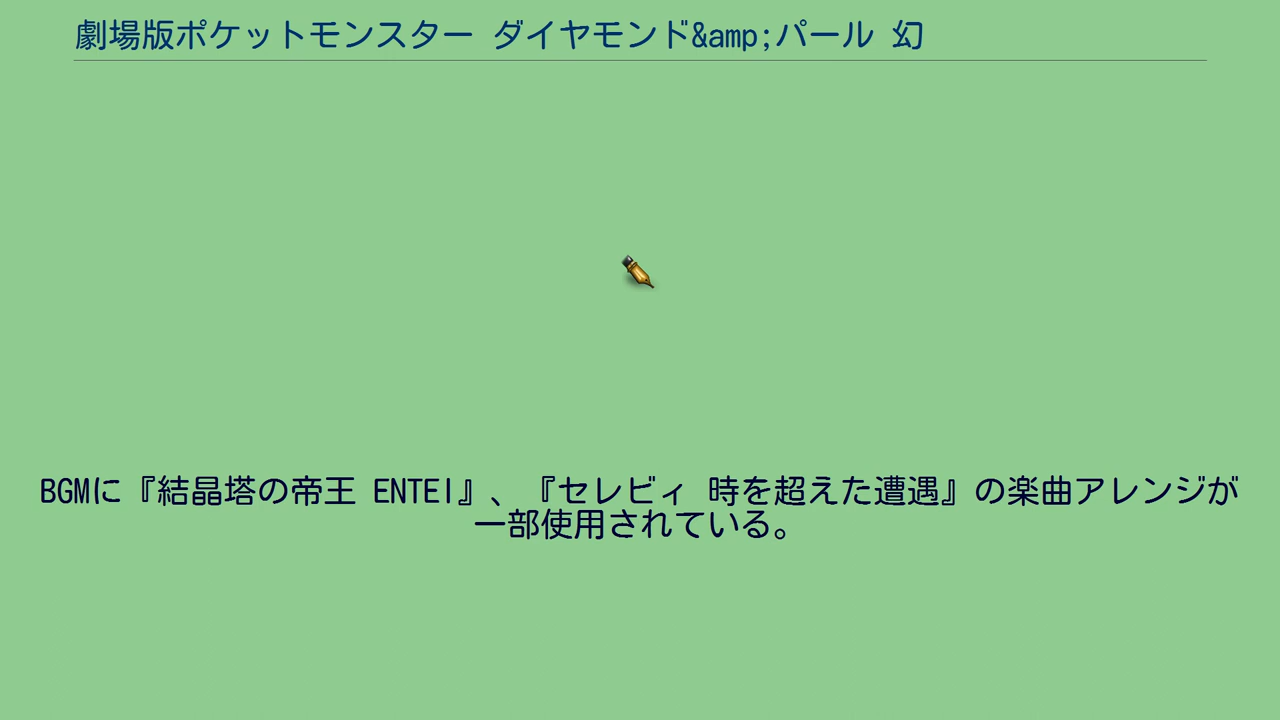 劇場版ポケットモンスター ダイヤモンド&amp;パール 幻
BGMに『結晶塔の帝王 ENTEI』、『セレビィ 時を超えた遭遇』の楽曲アレンジが
一部使用されている。